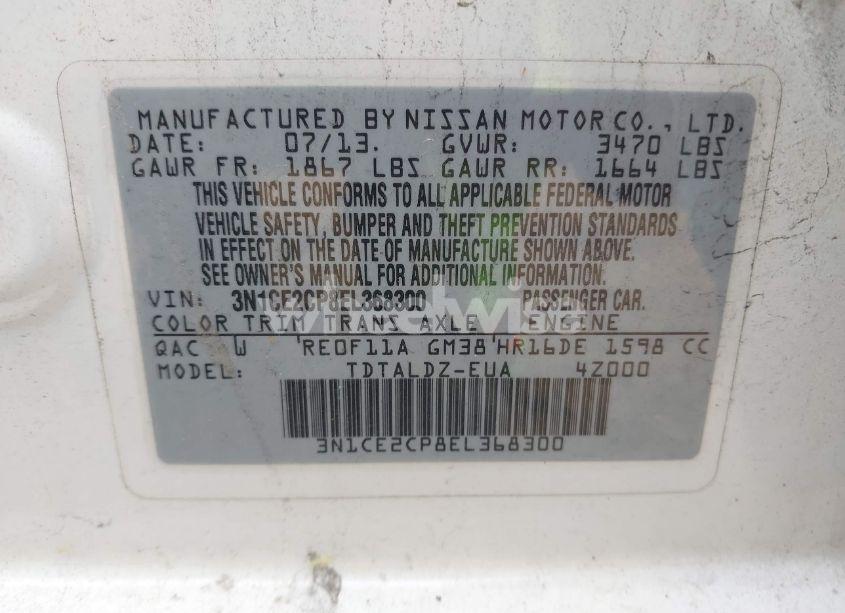 MANUFACTURED BY NISSAN MOTOR CO., LTD.
DATE: 07/13. GVWR: 3470 LBS
GAWR FR: 1867 LBS GAWR RR: 1664 LBS
THIS VEHICLE CONFORMS TO ALL APPLICABLE FEDERAL MOTOR
VEHICLE SAFETY, BUMPER AND THEFT PREVENTION STANDARDS
IN EFFECT ON THE DATE OF MANUFACTURE SHOWN ABOVE.
SEE OWNER'S MANUAL FOR ADDITIONAL INFORMATION.
VIN: 3N1CE2CP8EL368300 PASSENGER CAR.
COLOR TRIM TRANS AXLE ENGINE
QAC W RE0F11A GM38 HR16DE 1598 CC
MODEL: TDTALDZ-EUA 4Z000
3N1CE2CP8EL368300